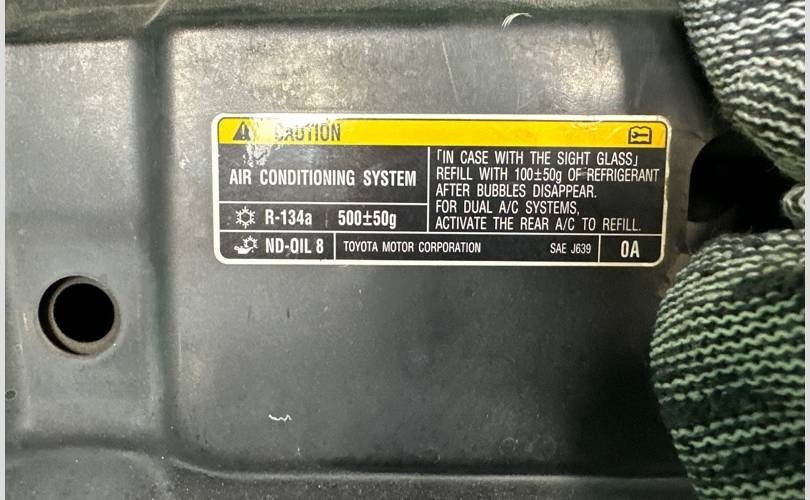 CAUTION
AIR CONDITIONING SYSTEM
R-134a 500±50g
「IN CASE WITH THE SIGHT GLASS」
REFILL WITH 100±50g OF REFRIGERANT
AFTER BUBBLES DISAPPEAR.
FOR DUAL A/C SYSTEMS,
ACTIVATE THE REAR A/C TO REFILL.
ND-OIL 8 TOYOTA MOTOR CORPORATION SAE J639 0A